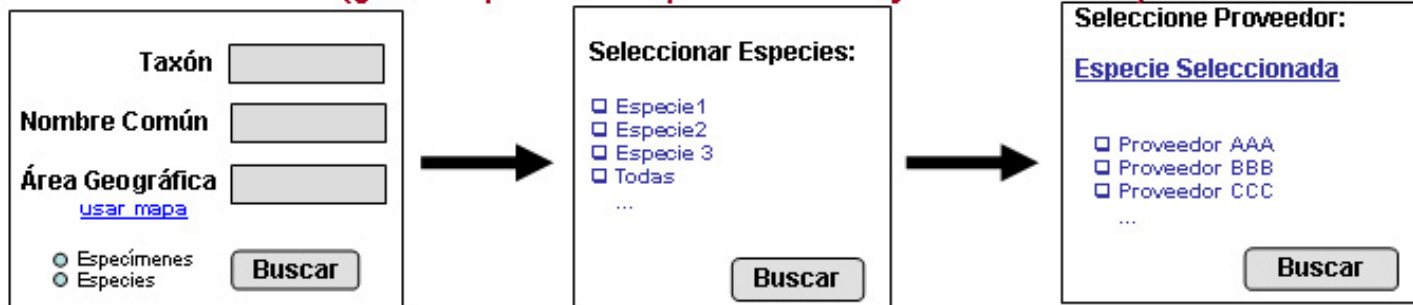 Taxón
Nombre Común
Área Geográfica
usar mapa
Especímenes
Especies
Buscar
Seleccionar Especies:
Especie1
Especie2
Especie 3
Todas
...
Buscar
Seleccione Proveedor:
Especie Seleccionada
Proveedor AAA
Proveedor BBB
Proveedor CCC
...
Buscar